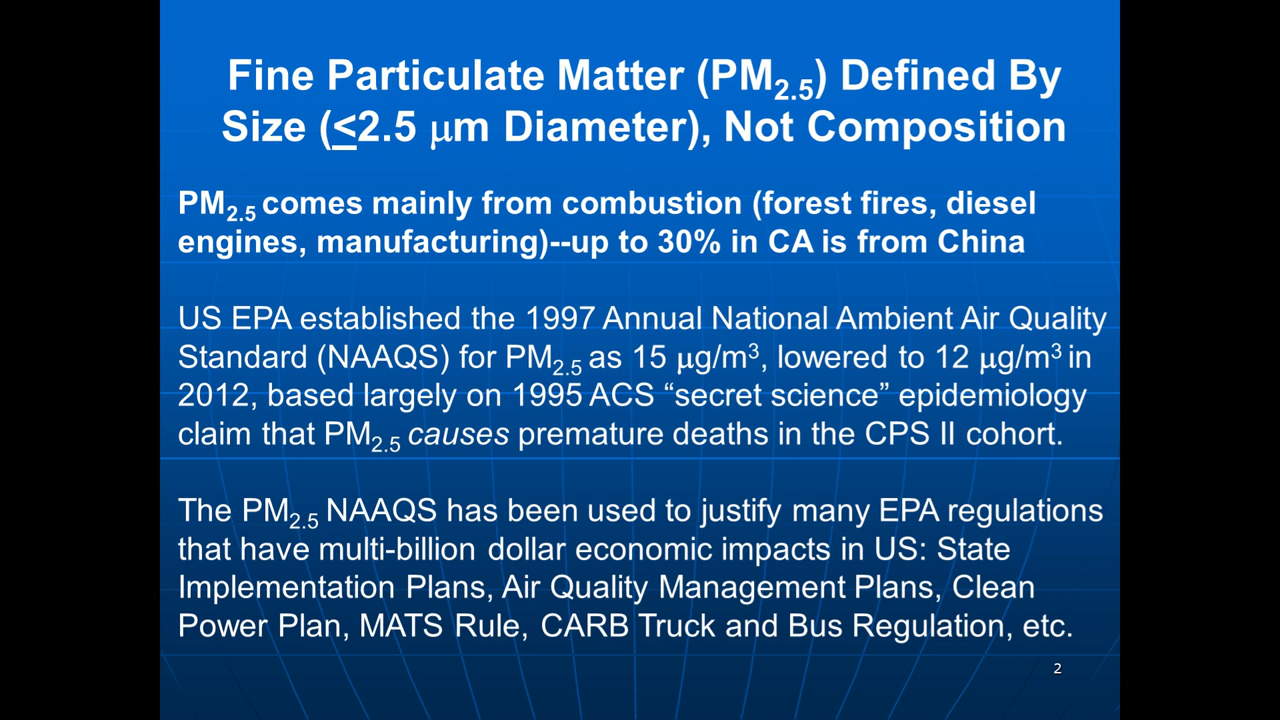 Fine Particulate Matter (PM2.5) Defined By
Size (<2.5 μm Diameter), Not Composition
PM2.5 comes mainly from combustion (forest fires, diesel
engines, manufacturing)--up to 30% in CA is from China
US EPA established the 1997 Annual National Ambient Air Quality
Standard (NAAQS) for PM2.5 as 15 μg/m3, lowered to 12 μg/m3 in
2012, based largely on 1995 ACS “secret science” epidemiology
claim that PM2.5 causes premature deaths in the CPS II cohort.
The PM2.5 NAAQS has been used to justify many EPA regulations
that have multi-billion dollar economic impacts in US: State
Implementation Plans, Air Quality Management Plans, Clean
Power Plan, MATS Rule, CARB Truck and Bus Regulation, etc.
2